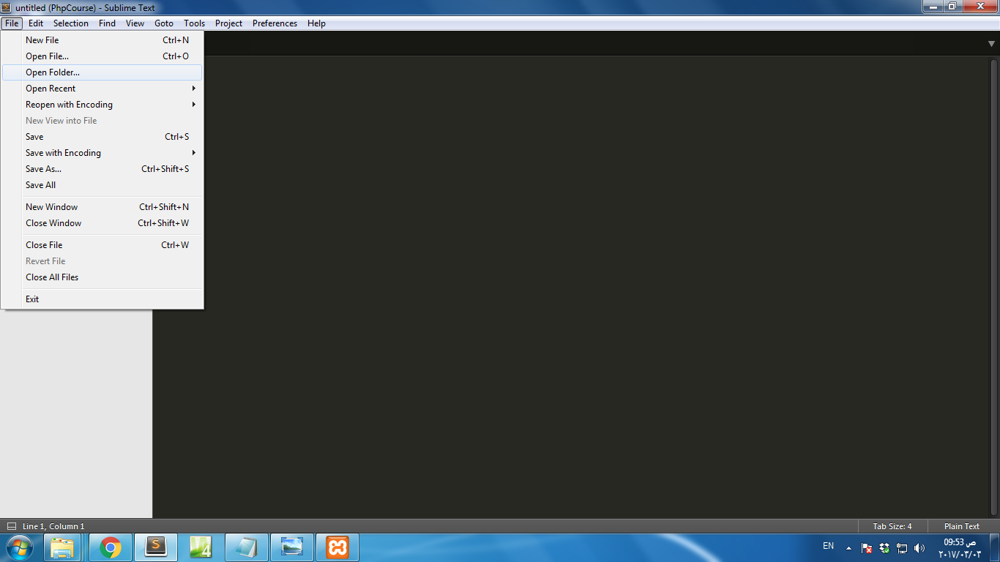 untitled (PhpCourse) - Sublime Text
File Edit Selection Find View Goto Tools Project Preferences Help
New File Ctrl+N
Open File... Ctrl+O
Open Folder...
Open Recent
Reopen with Encoding
New View into File
Save Ctrl+S
Save with Encoding
Save As... Ctrl+Shift+S
Save All
New Window Ctrl+Shift+N
Close Window Ctrl+Shift+W
Close File Ctrl+W
Revert File
Close All Files
Exit
Line 1, Column 1 Tab Size: 4 Plain Text
4
EN
09:53 ص
٢٠١٧/٠٣/٠٣